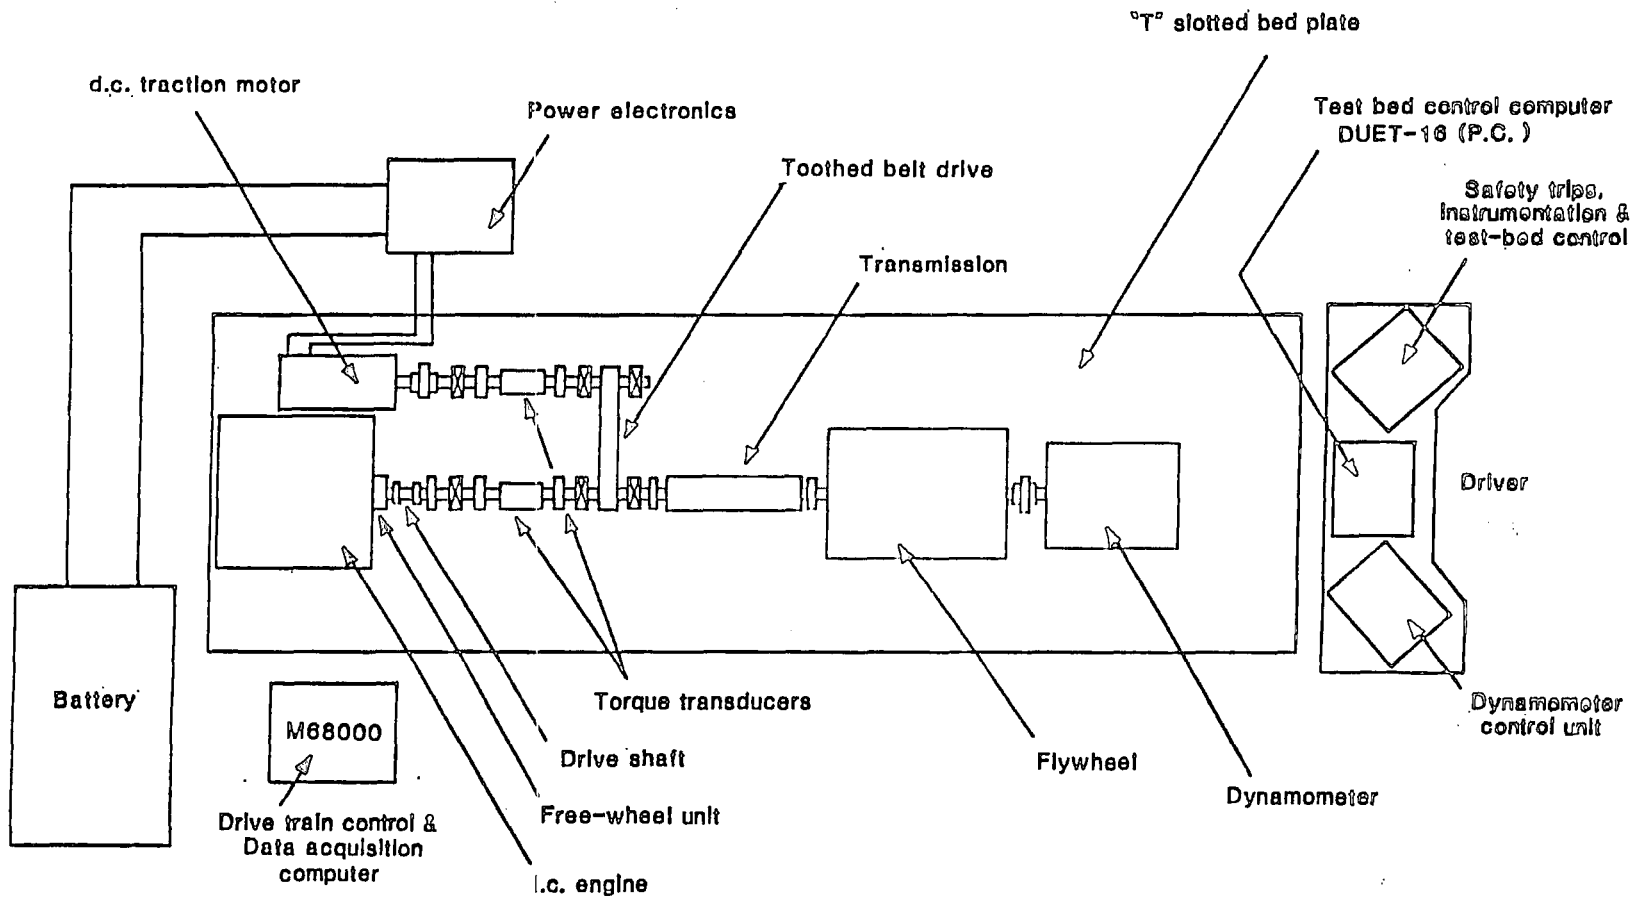 "T" slotted bed plate
d.c. traction motor
Power electronics
Test bed control computer
DUET-16 (P.C.)
Toothed belt drive
Safety trips,
instrumentation &
test-bed control
Transmission
Driver
Battery
M68000
Torque transducers
Dynamometer
control unit
Drive shaft
Flywheel
Dynamometer
Free-wheel unit
Drive train control &
Data acquisition
computer
i.c. engine